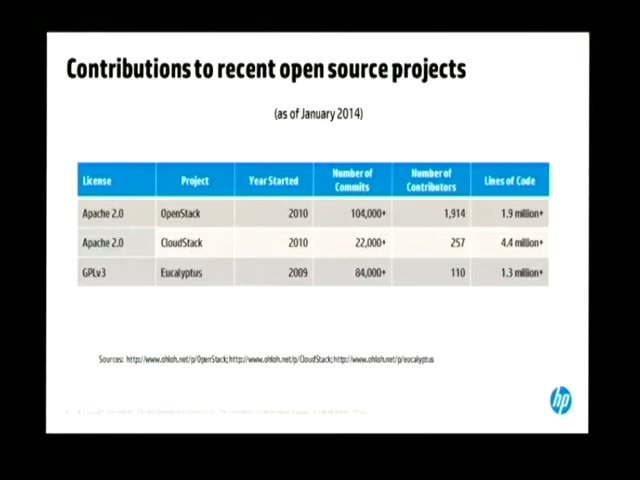 Contributions to recent open source projects
(as of January 2014)
License Project Year Started Number of Commits Number of Contributors Lines of Code
Apache 2.0 OpenStack 2010 104,000+ 1,914 1.9 million+
Apache 2.0 CloudStack 2010 22,000+ 257 4.4 million+
GPLv3 Eucalyptus 2009 84,000+ 110 1.3 million+
Sources: http://www.ohloh.net/p/OpenStack; http://www.ohloh.net/p/CloudStack; http://www.ohloh.net/p/eucalyptus
hp